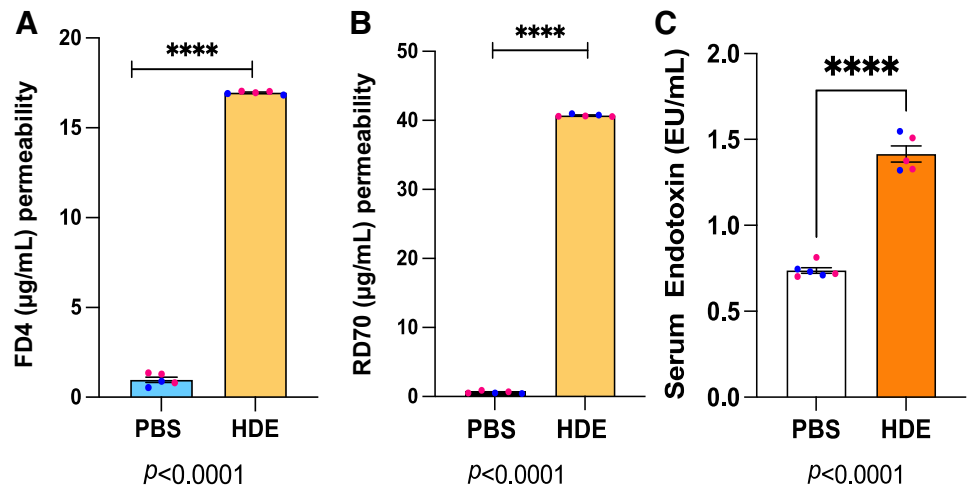 A
FD4 (µg/mL) permeability
20
15
10
5
0
****
PBS HDE
p<0.0001
B
RD70 (µg/mL) permeability
50
40
30
20
10
0
****
PBS HDE
p<0.0001
C
Serum Endotoxin (EU/mL)
2.0
1.5
1.0
0.5
0.0
****
PBS HDE
p<0.0001